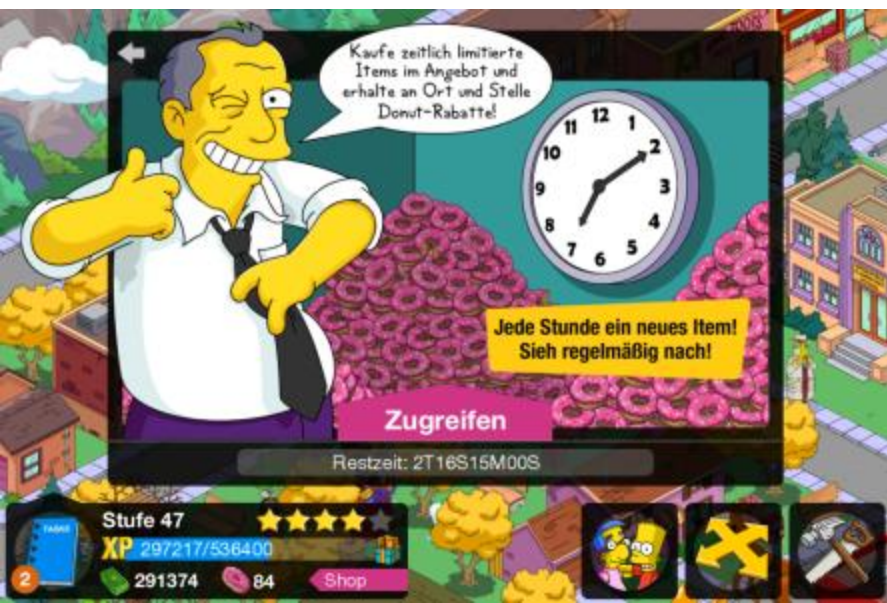 Kaufe zeitlich limitierte
Items im Angebot und
erhalte an Ort und Stelle
Donut-Rabatte!
12
11 1
10 2
9 3
8 4
7 5
6
Jede Stunde ein neues Item!
Sieh regelmäßig nach!
Zugreifen
Restzeit: 2T16S15M00S
TASKS
Stufe 47
XP 297217/536400
2 291374 84 Shop